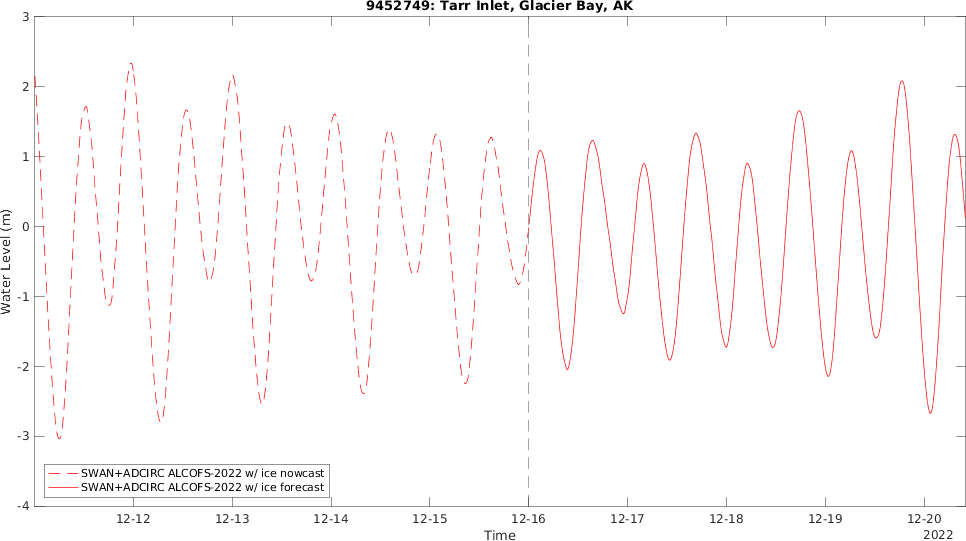 9452749: Tarr Inlet, Glacier Bay, AK
3
2
1
0
-1
-2
-3
-4
Water Level (m)
SWAN+ADCIRC ALCOFS-2022 w/ ice nowcast
SWAN+ADCIRC ALCOFS-2022 w/ ice forecast
12-12 12-13 12-14 12-15 12-16 12-17 12-18 12-19 12-20
Time
2022